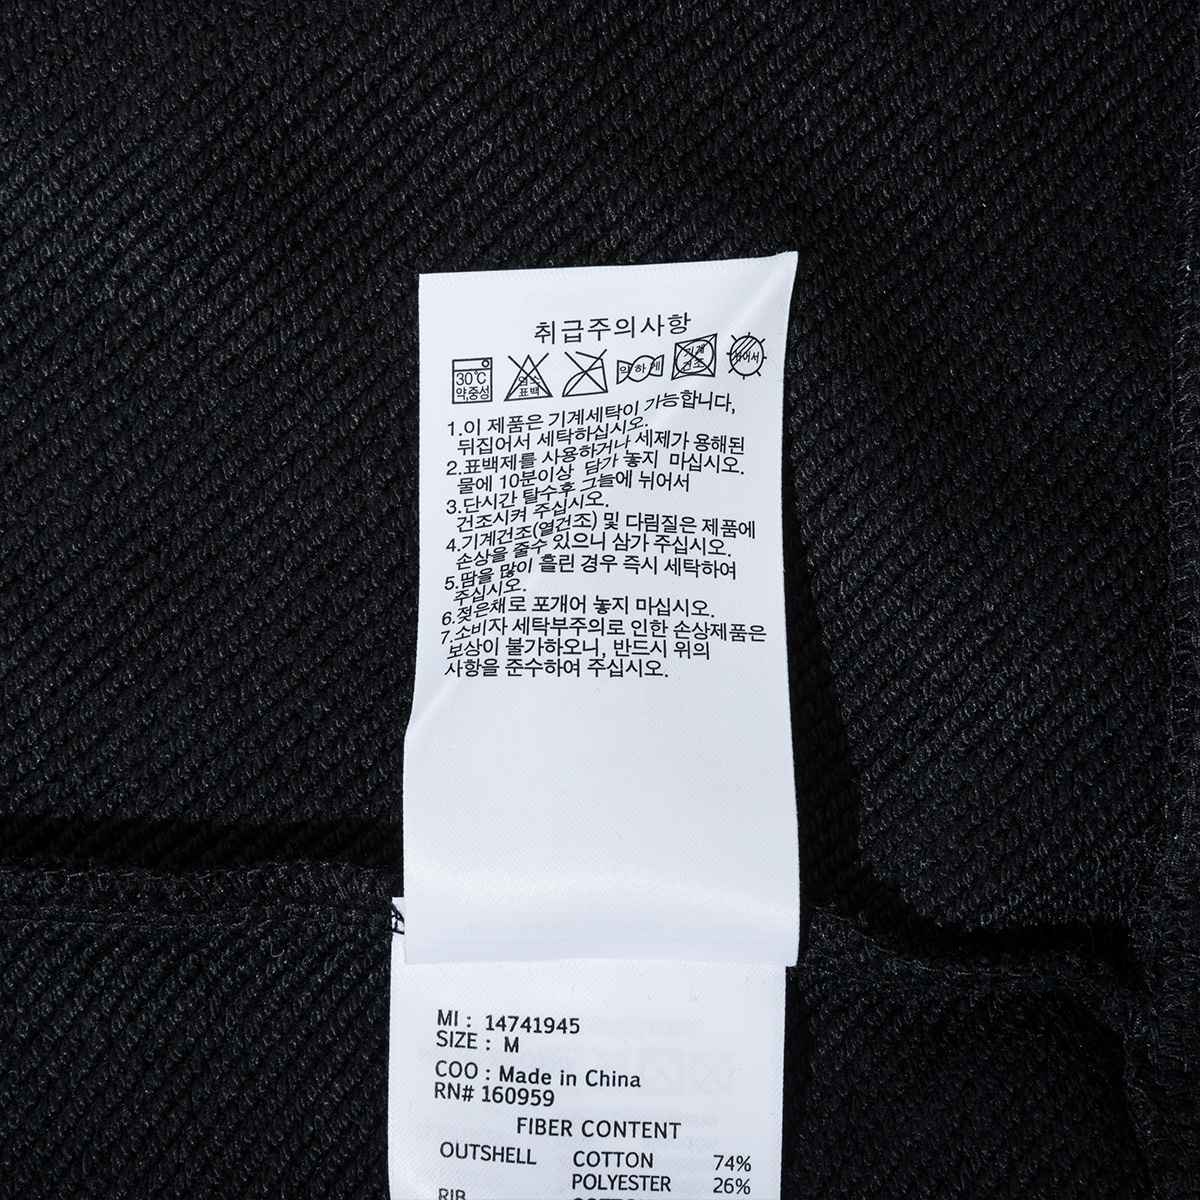 취급주의사항
30℃
약,중성
염소
표백
약하게
기계
건조
뉘어서
1.이 제품은 기계세탁이 가능합니다,
뒤집어서 세탁하십시오.
2.표백제를 사용하거나 세제가 용해된
물에 10분이상 담가 놓지 마십시오.
3.단시간 탈수후 그늘에 뉘어서
건조시켜 주십시오.
4.기계건조(열건조) 및 다림질은 제품에
손상을 줄수 있으니 삼가 주십시오.
5.땀을 많이 흘린 경우 즉시 세탁하여
주십시오.
6.젖은채로 포개어 놓지 마십시오.
7.소비자 세탁부주의로 인한 손상제품은
보상이 불가하오니, 반드시 위의
사항을 준수하여 주십시오.
MI : 14741945
SIZE : M
COO : Made in China
RN# 160959
FIBER CONTENT
OUTSHELL COTTON 74%
POLYESTER 26%
RIB